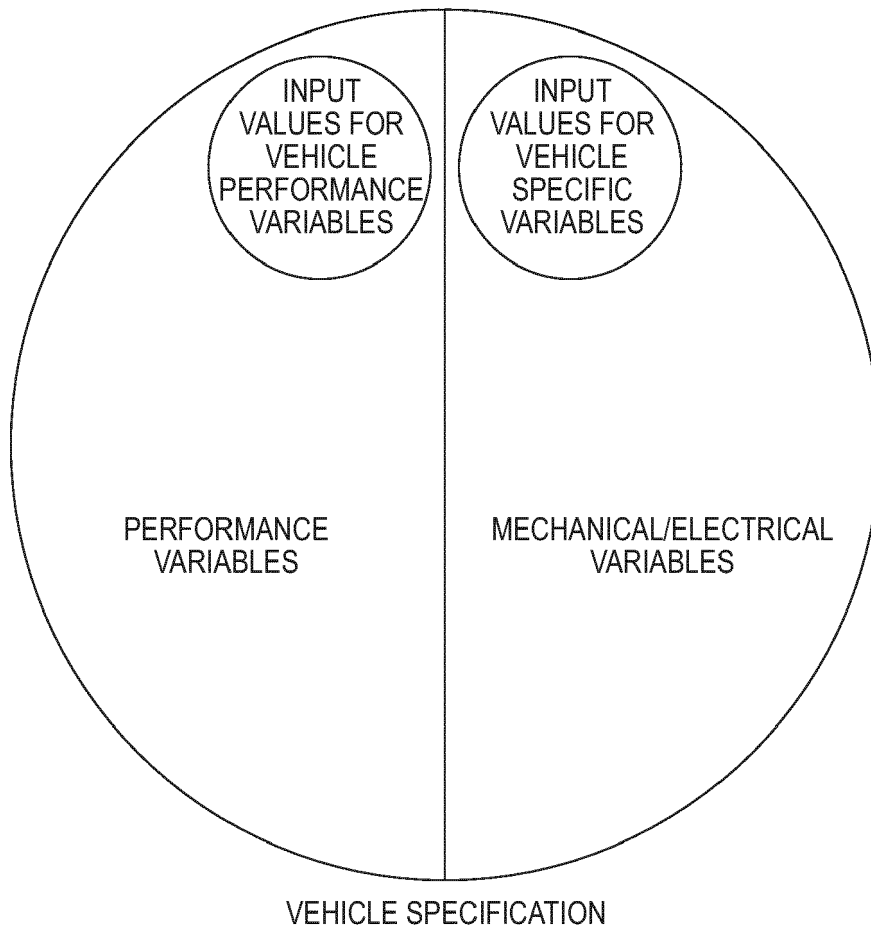 INPUT
VALUES FOR
VEHICLE
PERFORMANCE
VARIABLES
INPUT
VALUES FOR
VEHICLE
SPECIFIC
VARIABLES
PERFORMANCE
VARIABLES
MECHANICAL/ELECTRICAL
VARIABLES
VEHICLE SPECIFICATION